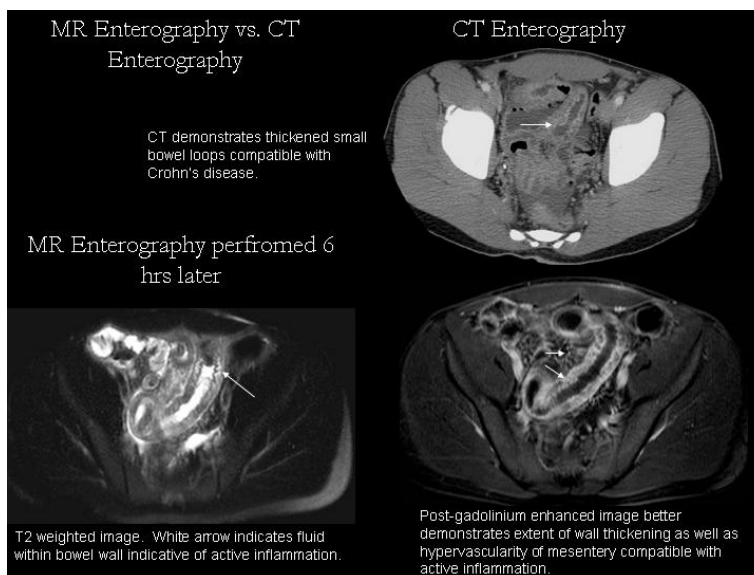 MR Enterography vs. CT
Enterography
CT Enterography
CT demonstrates thickened small
bowel loops compatible with
Crohn's disease.
MR Enterography perfromed 6
hrs later
T2 weighted image. White arrow indicates fluid
within bowel wall indicative of active inflammation.
Post-gadolinium enhanced image better
demonstrates extent of wall thickening as well as
hypervascularity of mesentery compatible with
active inflammation.